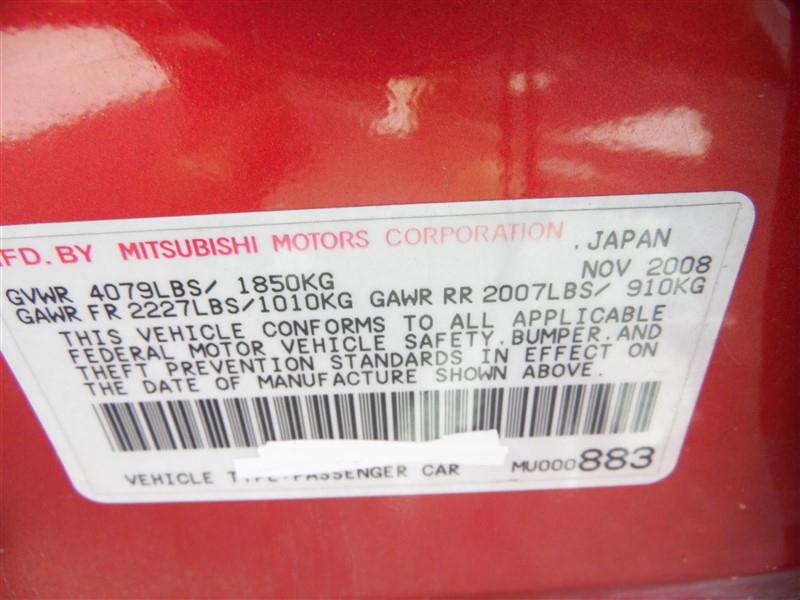 FD. BY MITSUBISHI MOTORS CORPORATION , JAPAN
NOV 2008
GVWR 4079LBS/ 1850KG
GAWR FR 2227LBS/1010KG GAWR RR 2007LBS/ 910KG
THIS VEHICLE CONFORMS TO ALL APPLICABLE
FEDERAL MOTOR VEHICLE SAFETY, BUMPER, AND
THEFT PREVENTION STANDARDS IN EFFECT ON
THE DATE OF MANUFACTURE SHOWN ABOVE.
VEHICLE TYPE:PASSENGER CAR MU000883